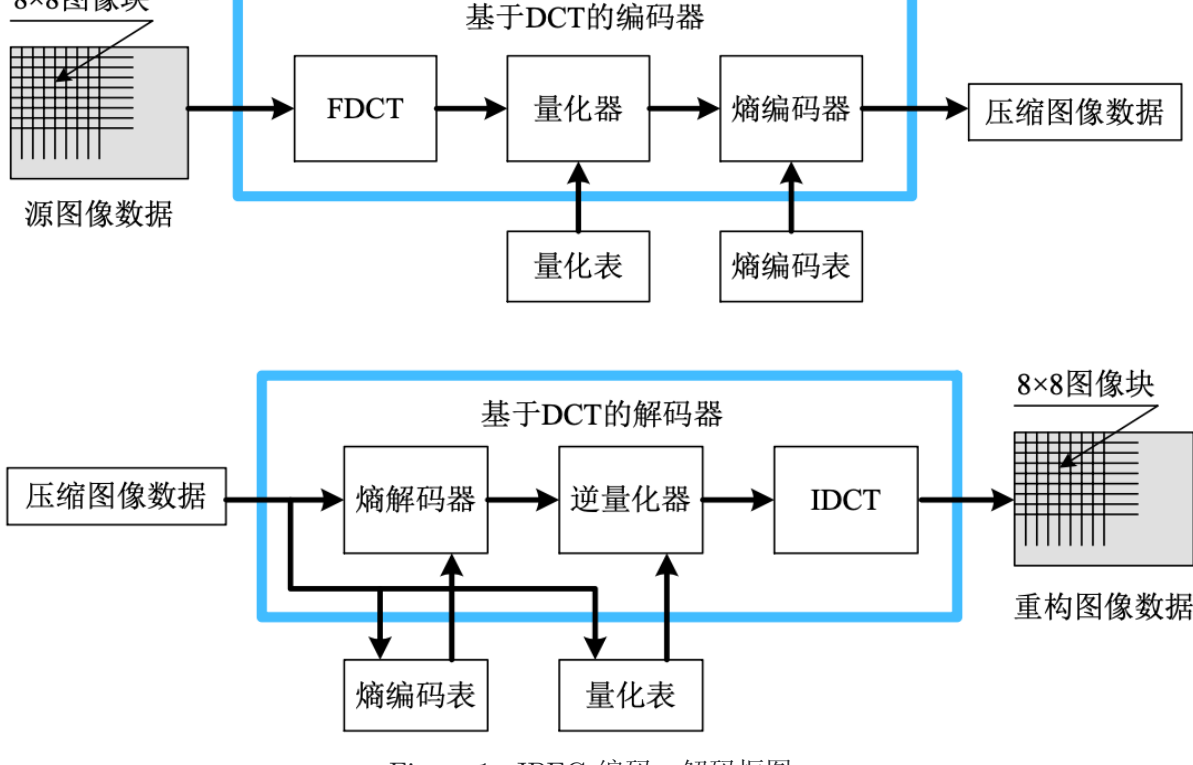 8×8图像块
基于DCT的编码器
FDCT
量化器
熵编码器
压缩图像数据
源图像数据
量化表
熵编码表
8×8图像块
基于DCT的解码器
压缩图像数据
熵解码器
逆量化器
IDCT
重构图像数据
熵编码表
量化表